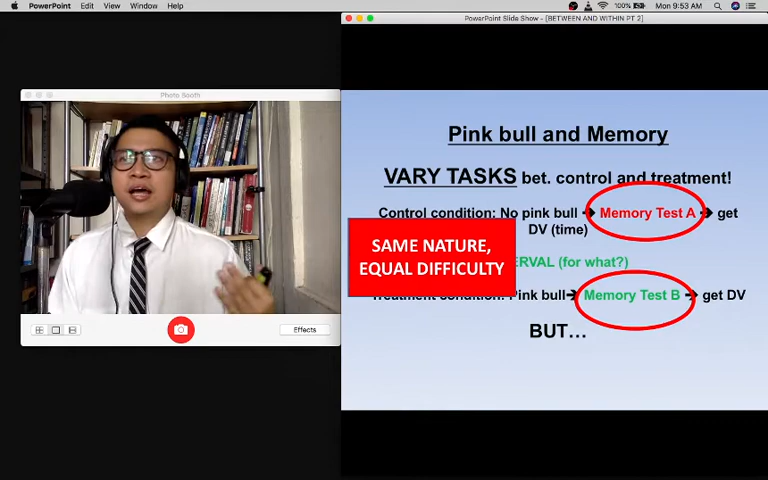 PowerPoint Edit View Window Help
100% Mon 9:53 AM
PowerPoint Slide Show - [BETWEEN AND WITHIN PT 2]
Photo Booth
Pink bull and Memory
VARY TASKS bet. control and treatment!
Control condition: No pink bull → Memory Test A → get
DV (time)
SAME NATURE,
EQUAL DIFFICULTY
ERVAL (for what?)
Treatment condition: Pink bull→ Memory Test B → get DV
BUT…
Effects